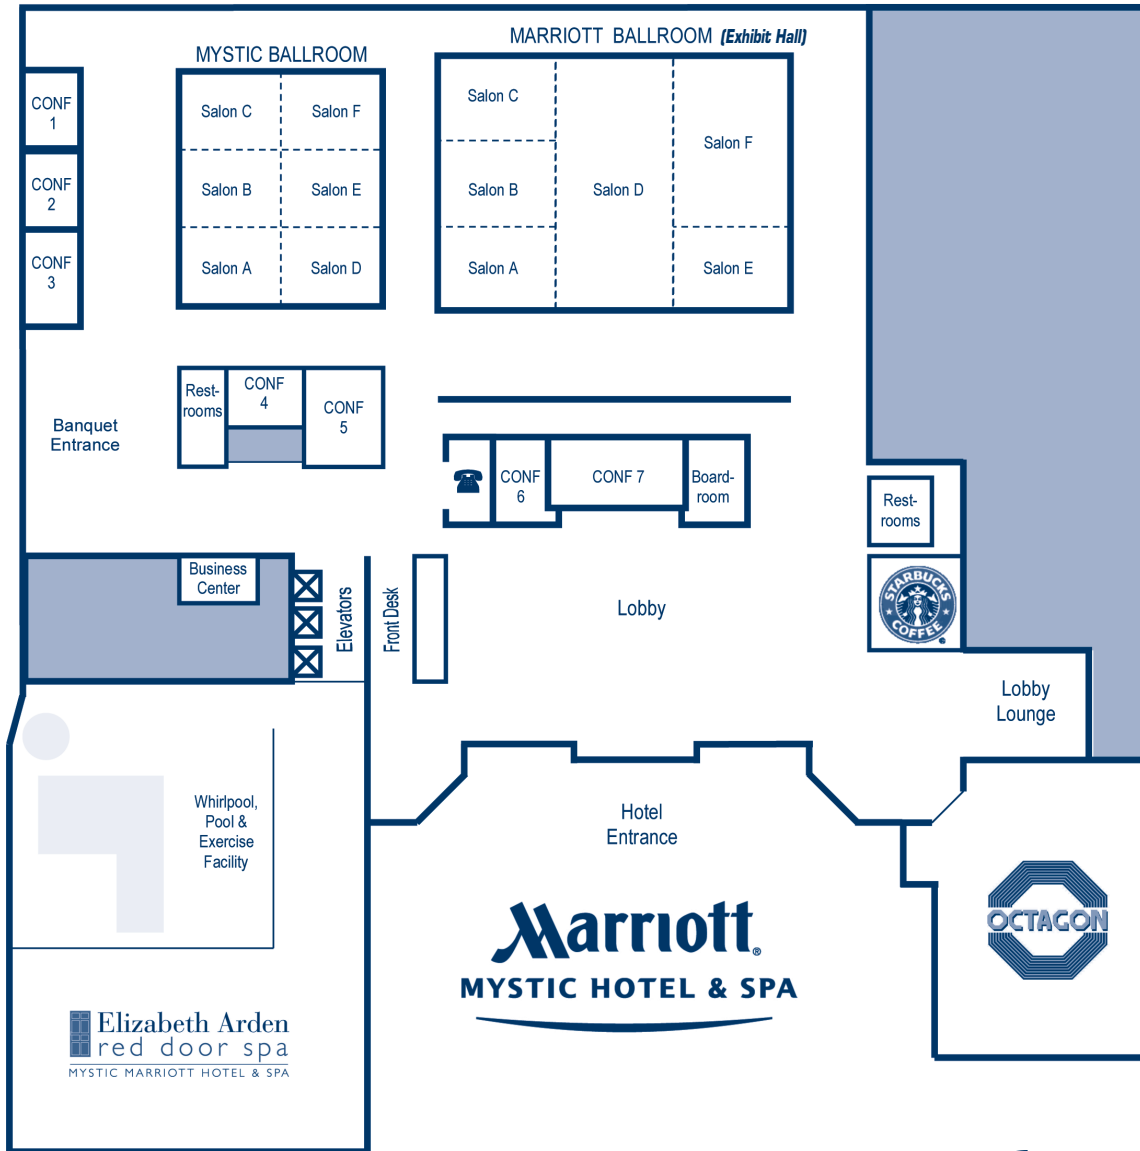 MARRIOTT BALLROOM (Exhibit Hall)
MYSTIC BALLROOM
CONF
1
CONF
2
CONF
3
Salon C
Salon F
Salon B
Salon E
Salon A
Salon D
Salon C
Salon F
Salon B
Salon D
Salon A
Salon E
Banquet
Entrance
Rest-
rooms
CONF
4
CONF
5
CONF
6
CONF 7
Board-
room
Rest-
rooms
Business
Center
Elevators
Front Desk
Lobby
STARBUCKS
COFFEE
Lobby
Lounge
Whirlpool,
Pool &
Exercise
Facility
Hotel
Entrance
Marriott®
MYSTIC HOTEL & SPA
OCTAGON
Elizabeth Arden
red door spa
MYSTIC MARRIOTT HOTEL & SPA